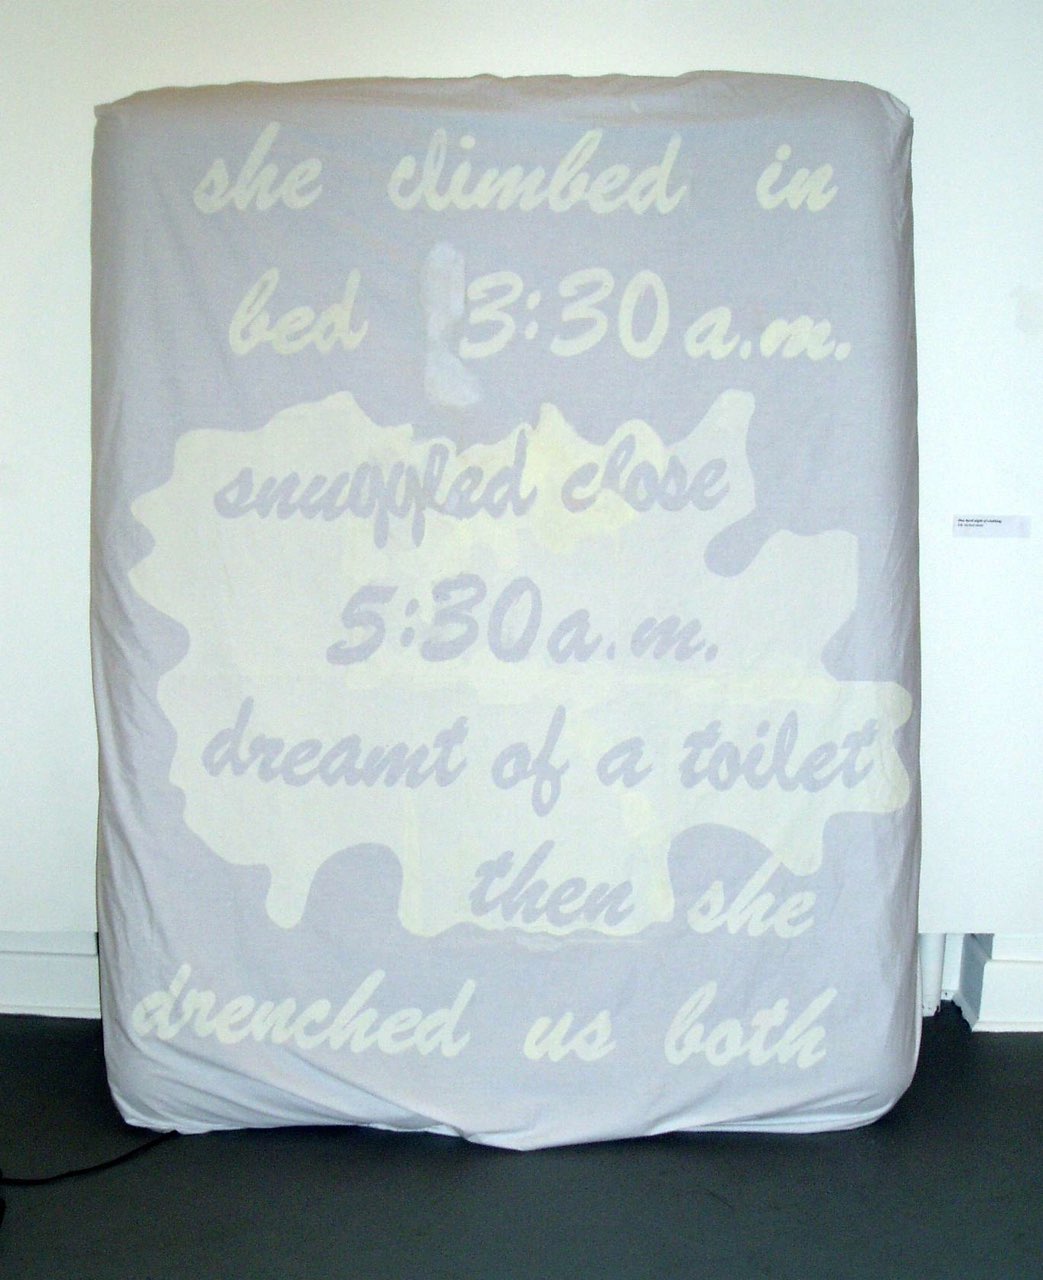 she climbed in
bed 3:30 a.m.
snuggled close
5:30 a.m.
dreamt of a toilet
then she
drenched us both